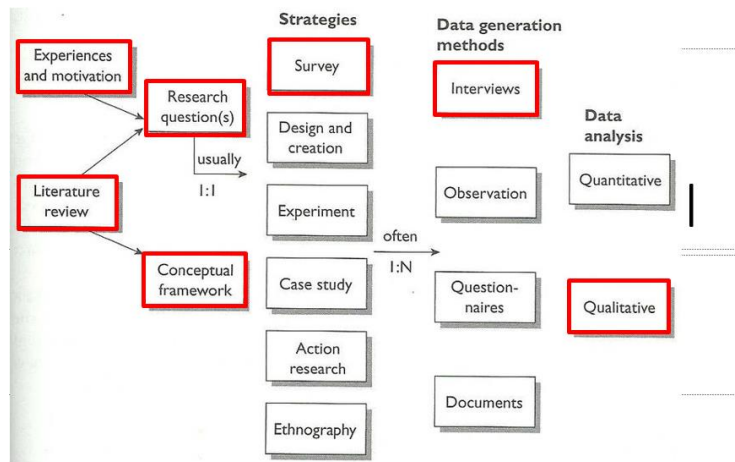 Experiences
and motivation
Literature
review
Research
question(s)
usually
1:1
Conceptual
framework
Strategies
Survey
Design and
creation
Experiment
Case study
Action
research
Ethnography
often
1:N
Data generation
methods
Interviews
Observation
Question-
naires
Documents
Data
analysis
Quantitative
Qualitative